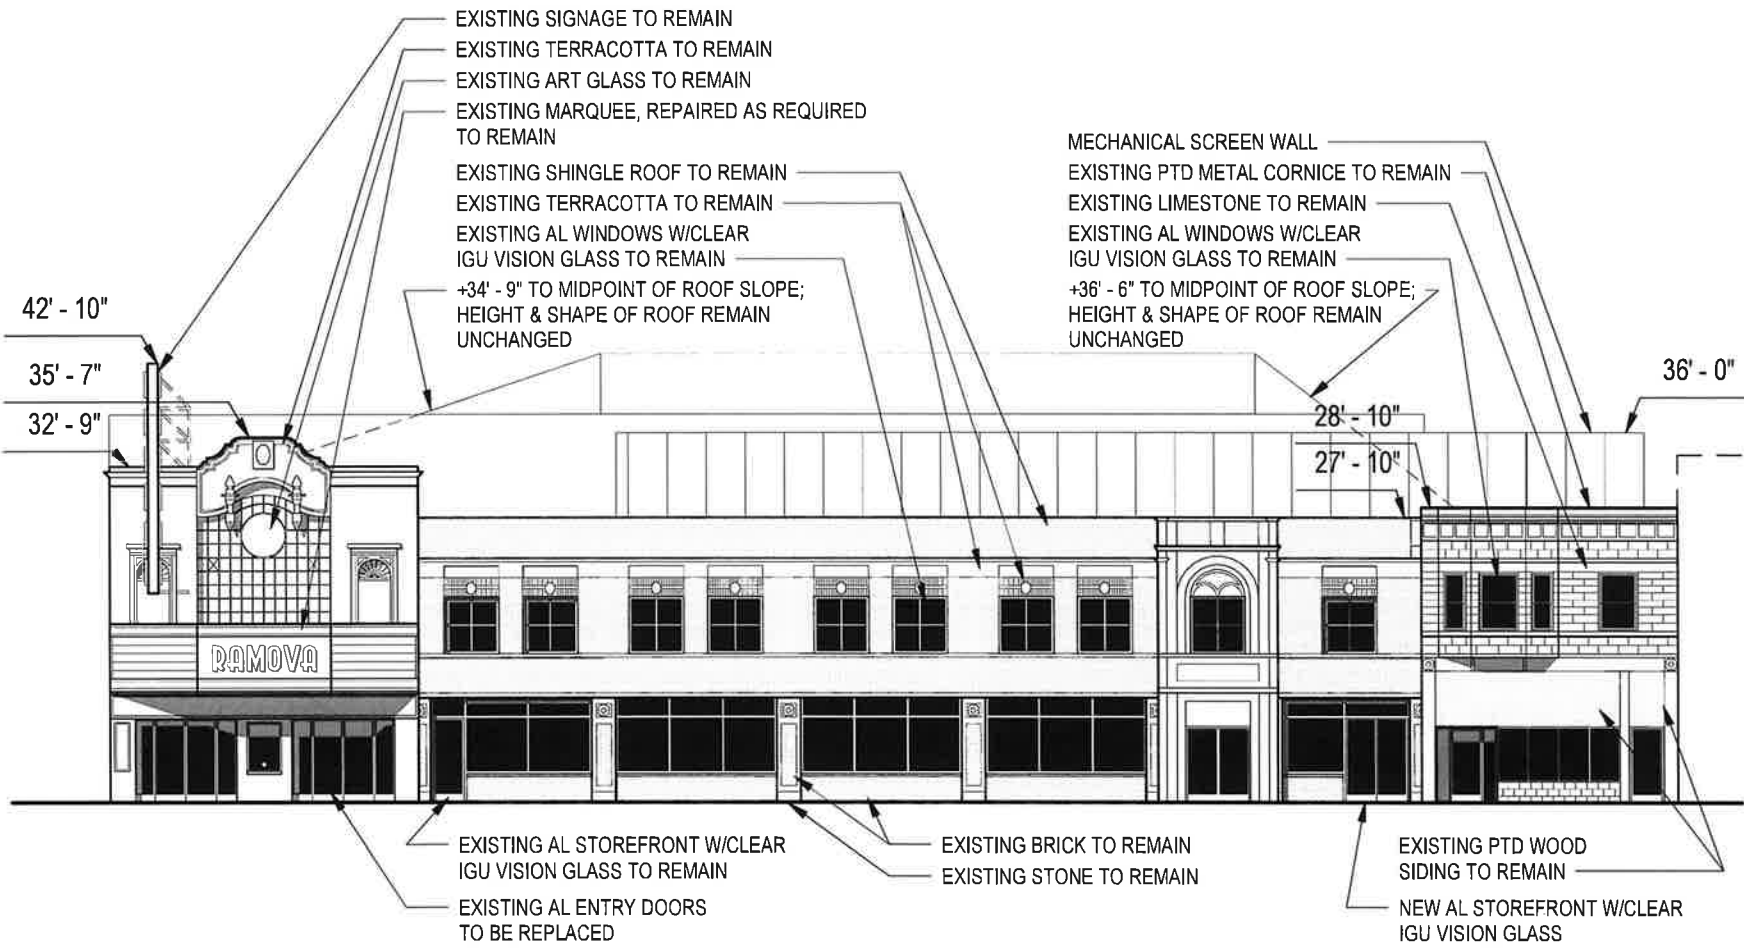 EXISTING SIGNAGE TO REMAIN
EXISTING TERRACOTTA TO REMAIN
EXISTING ART GLASS TO REMAIN
EXISTING MARQUEE, REPAIRED AS REQUIRED
TO REMAIN
EXISTING SHINGLE ROOF TO REMAIN
EXISTING TERRACOTTA TO REMAIN
EXISTING AL WINDOWS W/CLEAR
IGU VISION GLASS TO REMAIN
+34' - 9" TO MIDPOINT OF ROOF SLOPE;
HEIGHT & SHAPE OF ROOF REMAIN
UNCHANGED
MECHANICAL SCREEN WALL
EXISTING PTD METAL CORNICE TO REMAIN
EXISTING LIMESTONE TO REMAIN
EXISTING AL WINDOWS W/CLEAR
IGU VISION GLASS TO REMAIN
+36' - 6" TO MIDPOINT OF ROOF SLOPE;
HEIGHT & SHAPE OF ROOF REMAIN
UNCHANGED
42' - 10"
35' - 7"
32' - 9"
36' - 0"
28' - 10"
27' - 10"
RAMOVA
EXISTING AL STOREFRONT W/CLEAR
IGU VISION GLASS TO REMAIN
EXISTING AL ENTRY DOORS
TO BE REPLACED
EXISTING BRICK TO REMAIN
EXISTING STONE TO REMAIN
EXISTING PTD WOOD
SIDING TO REMAIN
NEW AL STOREFRONT W/CLEAR
IGU VISION GLASS